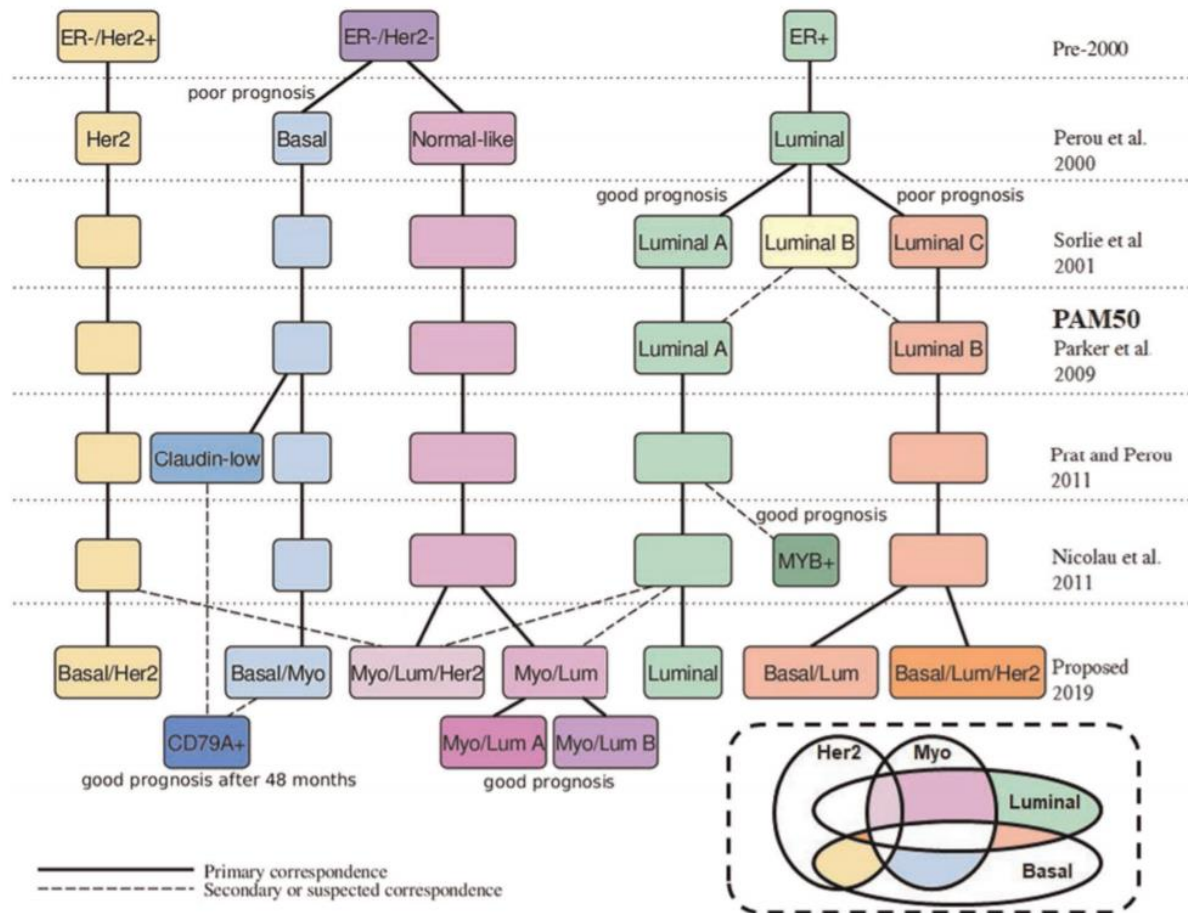 ER-/Her2+ ER-/Her2- ER+ Pre-2000
poor prognosis
Her2 Basal Normal-like Luminal Perou et al.
2000
good prognosis poor prognosis
Luminal A Luminal B Luminal C Sorlie et al
2001
PAM50
Luminal A Luminal B Parker et al
2009
Claudin-low Prat and Perou
2011
good prognosis
MYB+ Nicolau et al.
2011
Basal/Her2 Basal/Myo Myo/Lum/Her2 Myo/Lum Luminal Basal/Lum Basal/Lum/Her2 Proposed
2019
CD79A+ Myo/Lum A Myo/Lum B
good prognosis after 48 months good prognosis
Her2 Myo
Luminal
Basal
Primary correspondence
Secondary or suspected correspondence